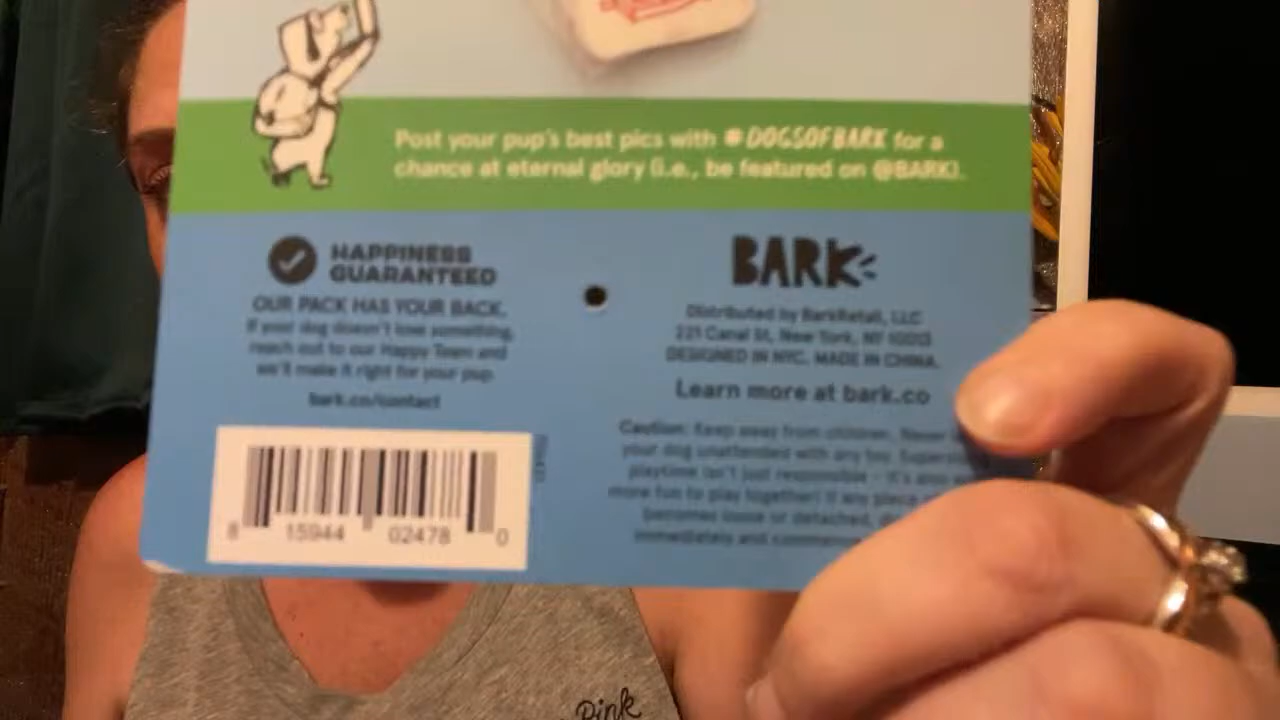 Post your pup's best pics with #DOGSOFBARK for a
chance at eternal glory (i.e., be featured on @BARK).
HAPPINESS
GUARANTEED
OUR PACK HAS YOUR BACK.
If your dog doesn't love something,
reach out to our Happy Team and
we'll make it right for your pup.
bark.co/contact
8 15944 02478 0
BARK
Distributed by BarkRetail, LLC
221 Canal St, New York, NY 10013
DESIGNED IN NYC. MADE IN CHINA.
Learn more at bark.co
Caution: Keep away from children. Never
your dog unattended with any toy.
playtime isn't just responsible - it's
more fun to play together! If any piece
becomes loose or detached,
immediately and
Pink